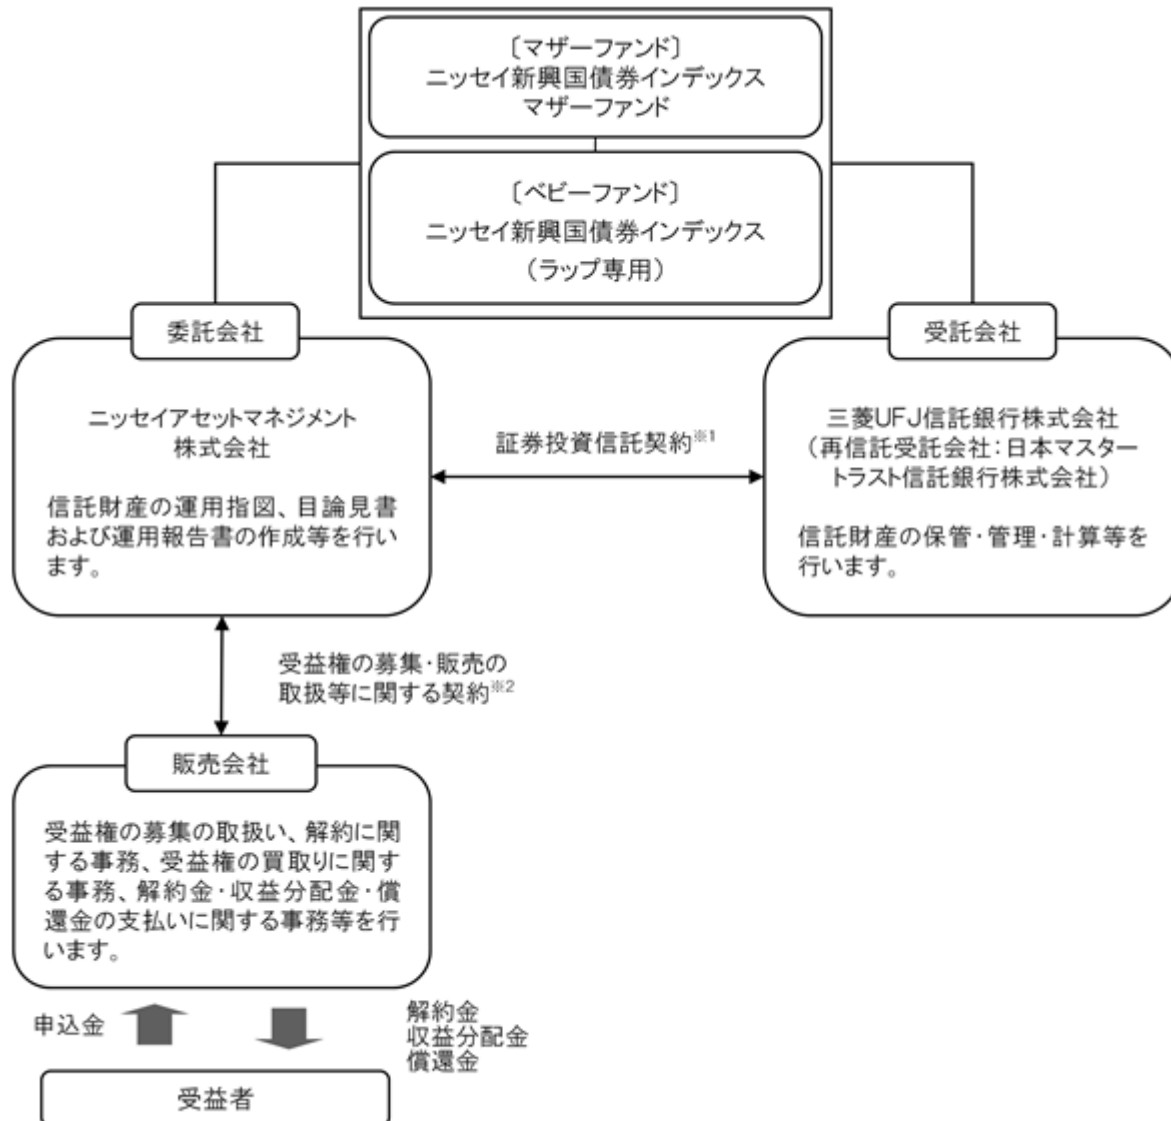 〔マザーファンド〕
ニッセイ新興国債券インデックス
マザーファンド
〔ベビーファンド〕
ニッセイ新興国債券インデックス
（ラップ専用）
委託会社
ニッセイアセットマネジメント
株式会社
信託財産の運用指図、目論見書
および運用報告書の作成等を行い
ます。
証券投資信託契約※1
受託会社
三菱UFJ信託銀行株式会社
（再信託受託会社：日本マスター
トラスト信託銀行株式会社）
信託財産の保管・管理・計算等を
行います。
受益権の募集・販売の
取扱等に関する契約※2
販売会社
受益権の募集の取扱い、解約に関
する事務、受益権の買取りに関す
る事務、解約金・収益分配金・償
還金の支払いに関する事務等を行
います。
申込金
解約金
収益分配金
償還金
受益者